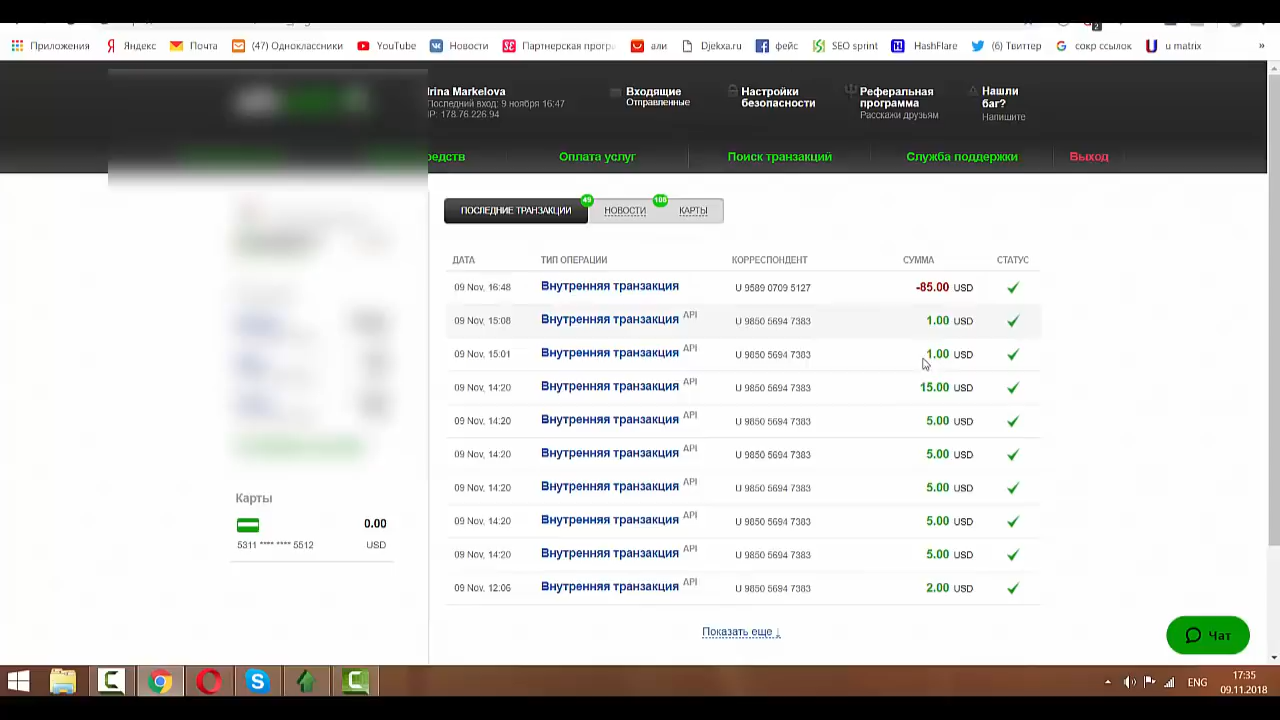 Приложения Яндекс Почта (47) Одноклассники YouTube Новости Партнерская прогр али Djekxa.ru фейс SEO sprint HashFlare (6) Твиттер сокр ссылок u matrix »
2
Irina Markelova
Последний вход: 9 ноября 16:47
IP: 178.76.226.94
Входящие
Отправленные
Настройки
безопасности
Реферальная
программа
Расскажи друзьям
Нашли
баг?
Напишите
редств Оплата услуг Поиск транзакций Служба поддержки Выход
ПОСЛЕДНИЕ ТРАНЗАКЦИИ 49 НОВОСТИ 106 КАРТЫ
ДАТА ТИП ОПЕРАЦИИ КОРРЕСПОНДЕНТ СУММА СТАТУС
09 Nov, 16:48 Внутренняя транзакция U 9589 0709 5127 -85.00 USD
09 Nov, 15:08 Внутренняя транзакция API U 9850 5694 7383 1.00 USD
09 Nov, 15:01 Внутренняя транзакция API U 9850 5694 7383 1.00 USD
09 Nov, 14:20 Внутренняя транзакция API U 9850 5694 7383 15.00 USD
09 Nov, 14:20 Внутренняя транзакция API U 9850 5694 7383 5.00 USD
09 Nov, 14:20 Внутренняя транзакция API U 9850 5694 7383 5.00 USD
09 Nov, 14:20 Внутренняя транзакция API U 9850 5694 7383 5.00 USD
09 Nov, 14:20 Внутренняя транзакция API U 9850 5694 7383 5.00 USD
09 Nov, 14:20 Внутренняя транзакция API U 9850 5694 7383 5.00 USD
09 Nov, 12:06 Внутренняя транзакция API U 9850 5694 7383 2.00 USD
Показать еще ↓
Карты
0.00
5311 **** **** 5512 USD
Чат
ENG
17:35
09.11.2018